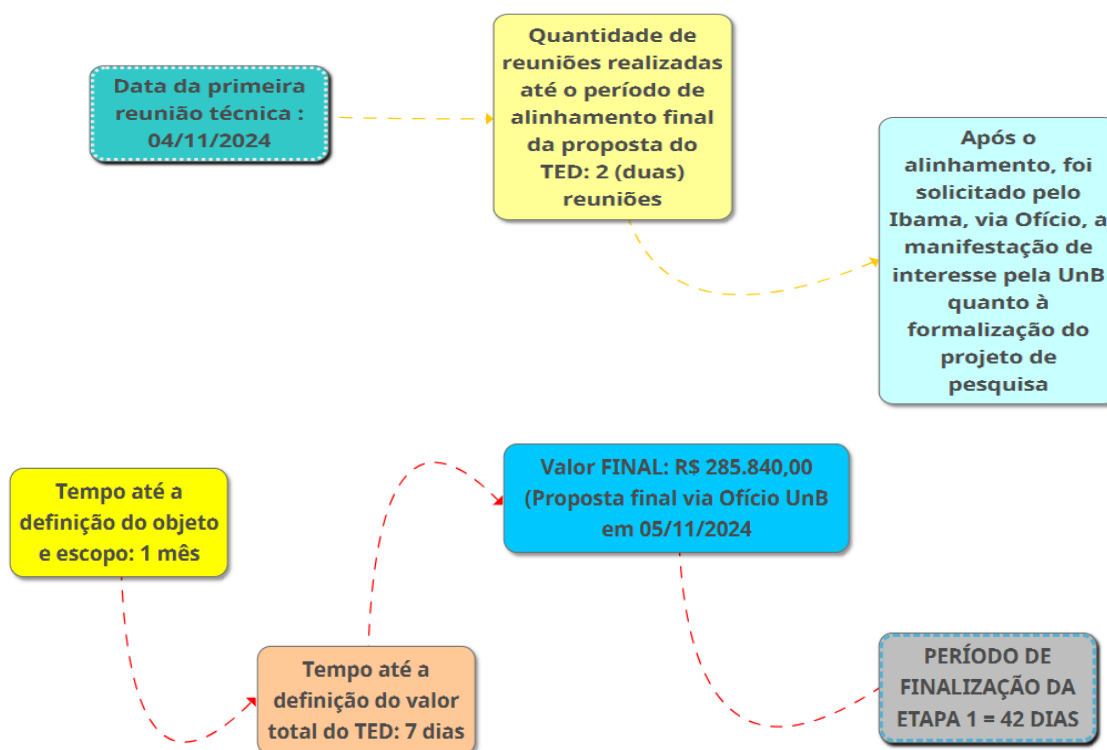 Data da primeira
reunião técnica :
04/11/2024
Quantidade de
reuniões realizadas
até o período de
alinhamento final
da proposta do
TED: 2 (duas)
reuniões
Após o
alinhamento, foi
solicitado pelo
Ibama, via Ofício, a
manifestação de
interesse pela UnB
quanto à
formalização do
projeto de
pesquisa
Tempo até a
definição do objeto
e escopo: 1 mês
Tempo até a
definição do valor
total do TED: 7 dias
Valor FINAL: R$ 285.840,00
(Proposta final via Ofício UnB
em 05/11/2024
PERÍODO DE
FINALIZAÇÃO DA
ETAPA 1 = 42 DIAS